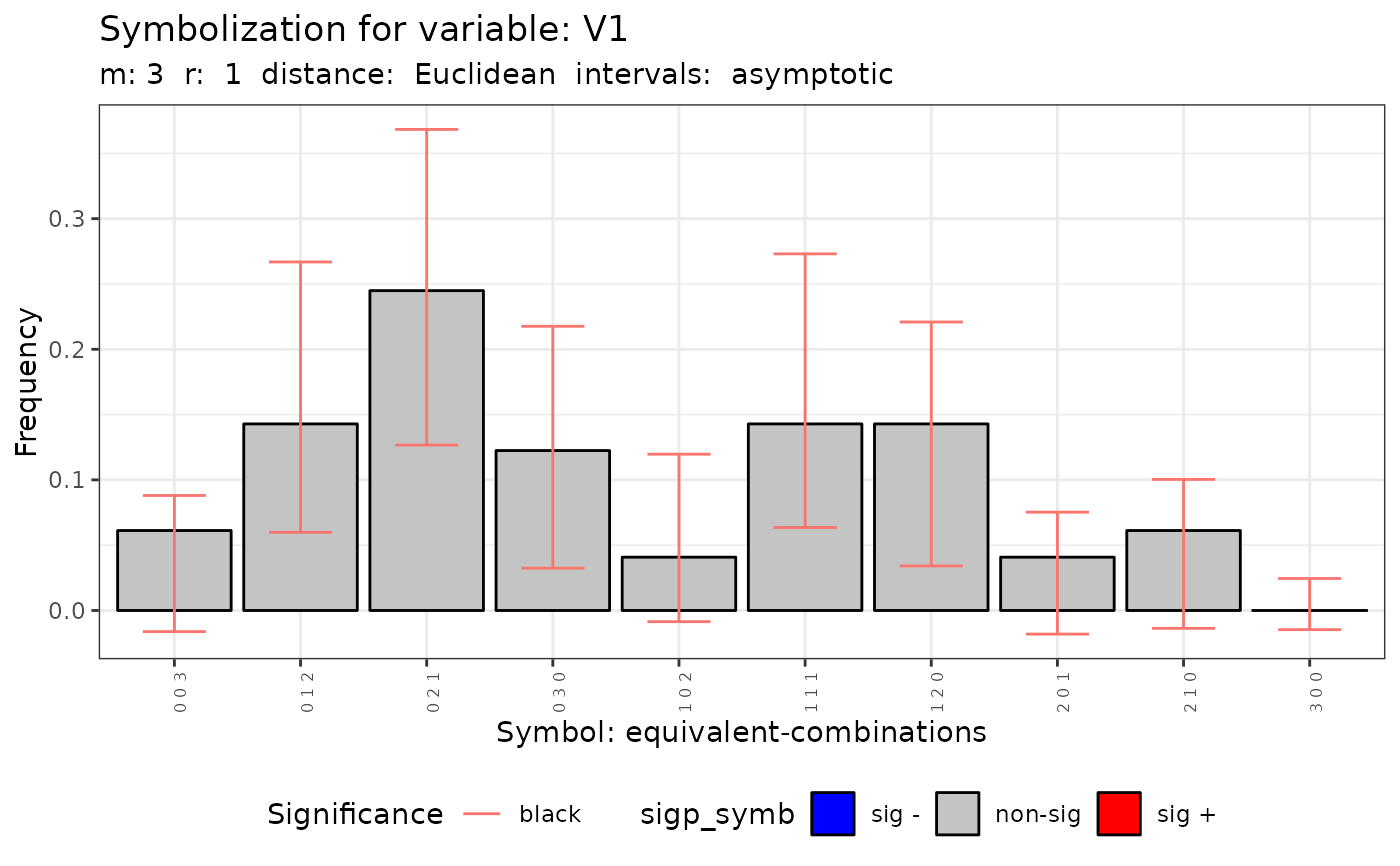 Symbolization for variable: V1
m: 3 r: 1 distance: Euclidean intervals: asymptotic
Frequency
0.3
0.2
0.1
0.0
0 0 3
0 1 2
0 2 1
0 3 0
1 0 2
1 1 1
1 2 0
2 0 1
2 1 0
3 0 0
Symbol: equivalent-combinations
Significance black sigp_symb sig - non-sig sig +